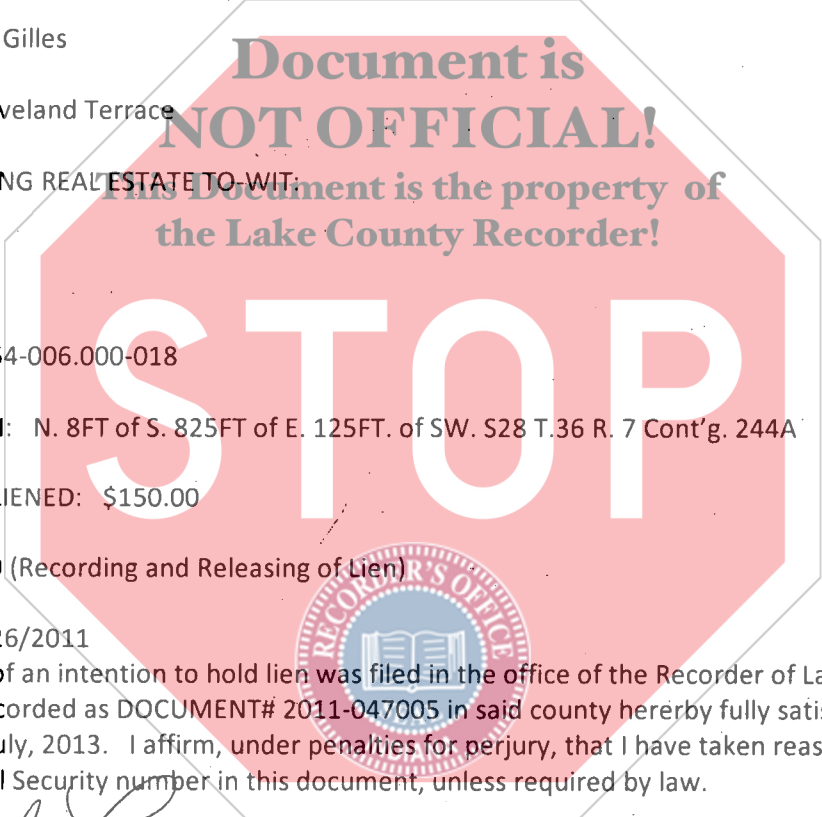 Gilles
Document is
veland Terrace
NOT OFFICIAL!
NG REAL ESTATE TO-WIT:
This Document is the property of
the Lake County Recorder!
STOP
4-006.000-018
: N. 8FT of S. 825FT of E. 125FT. of SW. S28 T.36 R. 7 Cont'g. 244A
IENED: $150.00
(Recording and Releasing of Lien)
RECORDER'S OFFICE
26/2011
of an intention to hold lien was filed in the office of the Recorder of La
corded as DOCUMENT# 2011-047005 in said county hererby fully satis
uly, 2013. I affirm, under penalties for perjury, that I have taken reas
l Security number in this document, unless required by law.